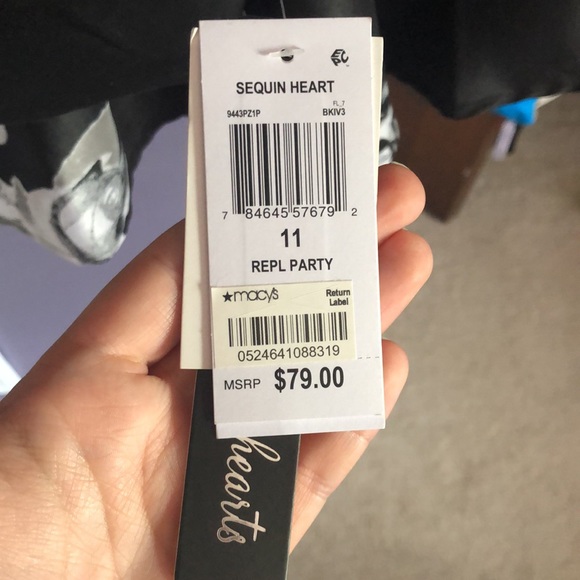 SEQUIN HEART
FL_7
9443PZ1P BKIV3
7 84645 57679 2
11
REPL PARTY
★macy's Return
Label
0524641088319
MSRP $79.00
hearts